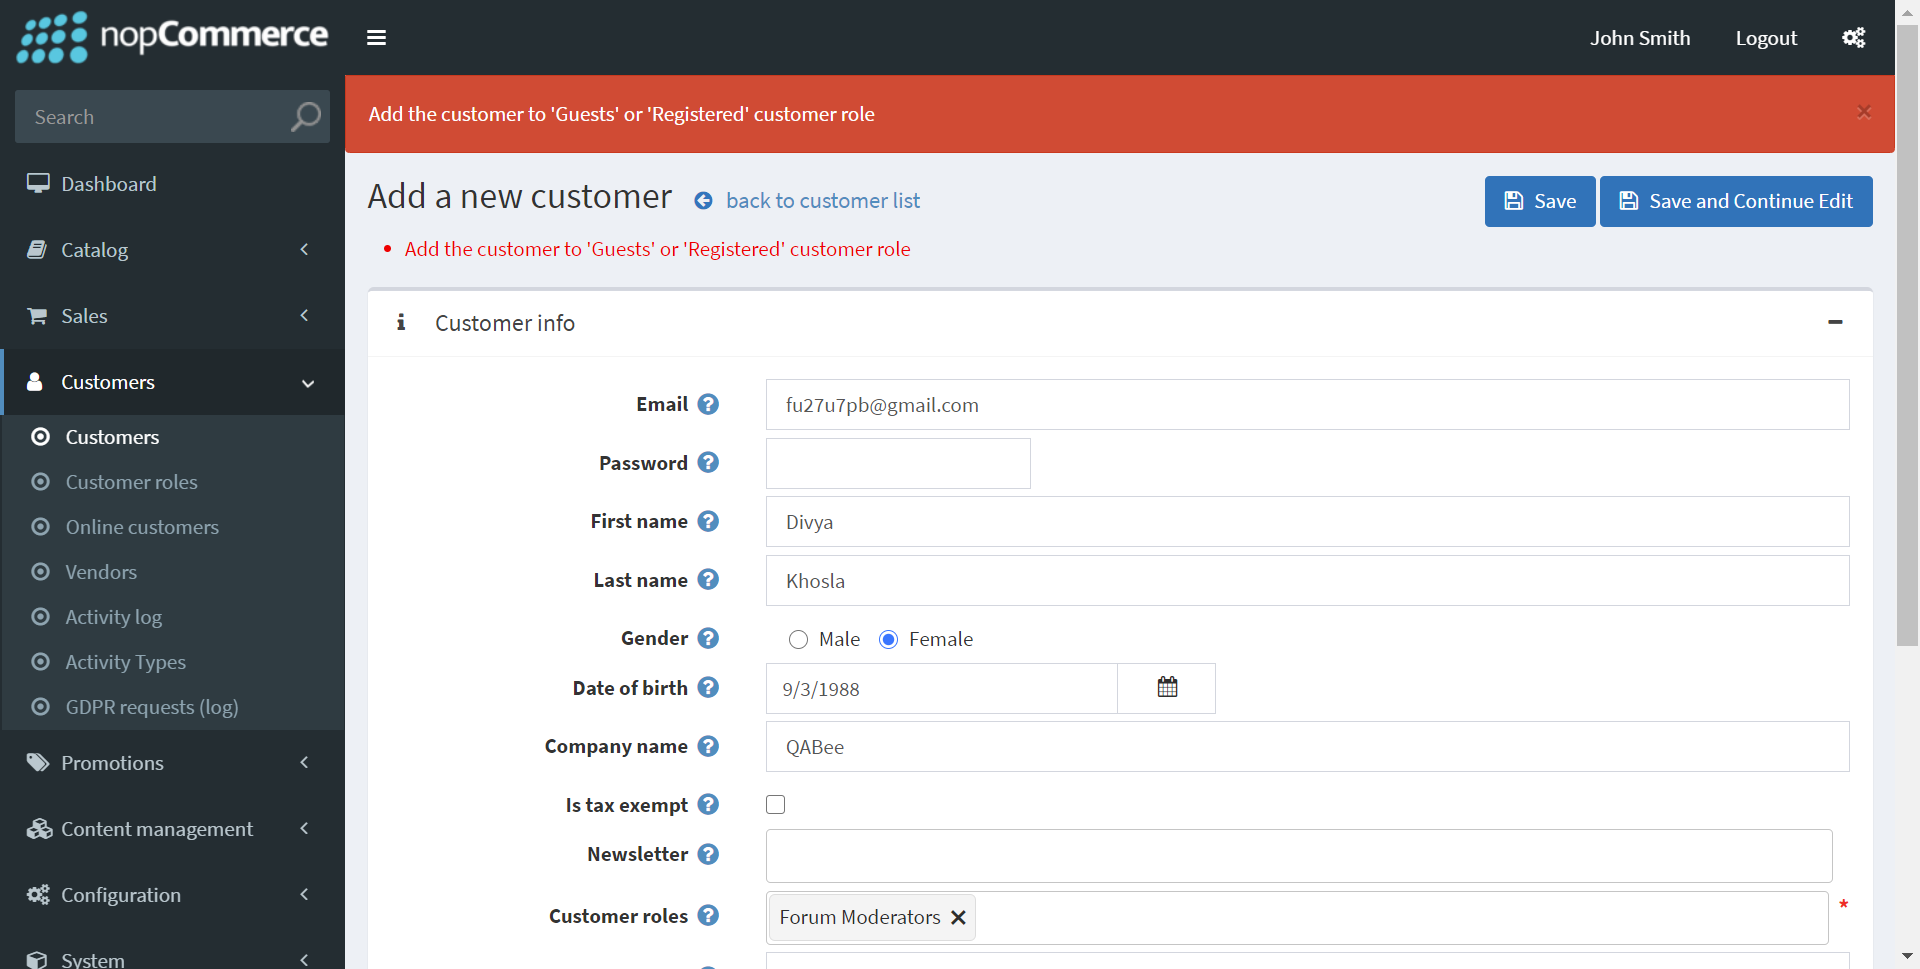 nopCommerce
John Smith
Logout
Search
Add the customer to 'Guests' or 'Registered' customer role
×
Dashboard
Catalog
Sales
Customers
Customers
Customer roles
Online customers
Vendors
Activity log
Activity Types
GDPR requests (log)
Promotions
Content management
Configuration
System
Add a new customer
back to customer list
Save
Save and Continue Edit
Add the customer to 'Guests' or 'Registered' customer role
Customer info
Email
fu27u7pb@gmail.com
Password
First name
Divya
Last name
Khosla
Gender
Male
Female
Date of birth
9/3/1988
Company name
QABee
Is tax exempt
Newsletter
Customer roles
Forum Moderators
*